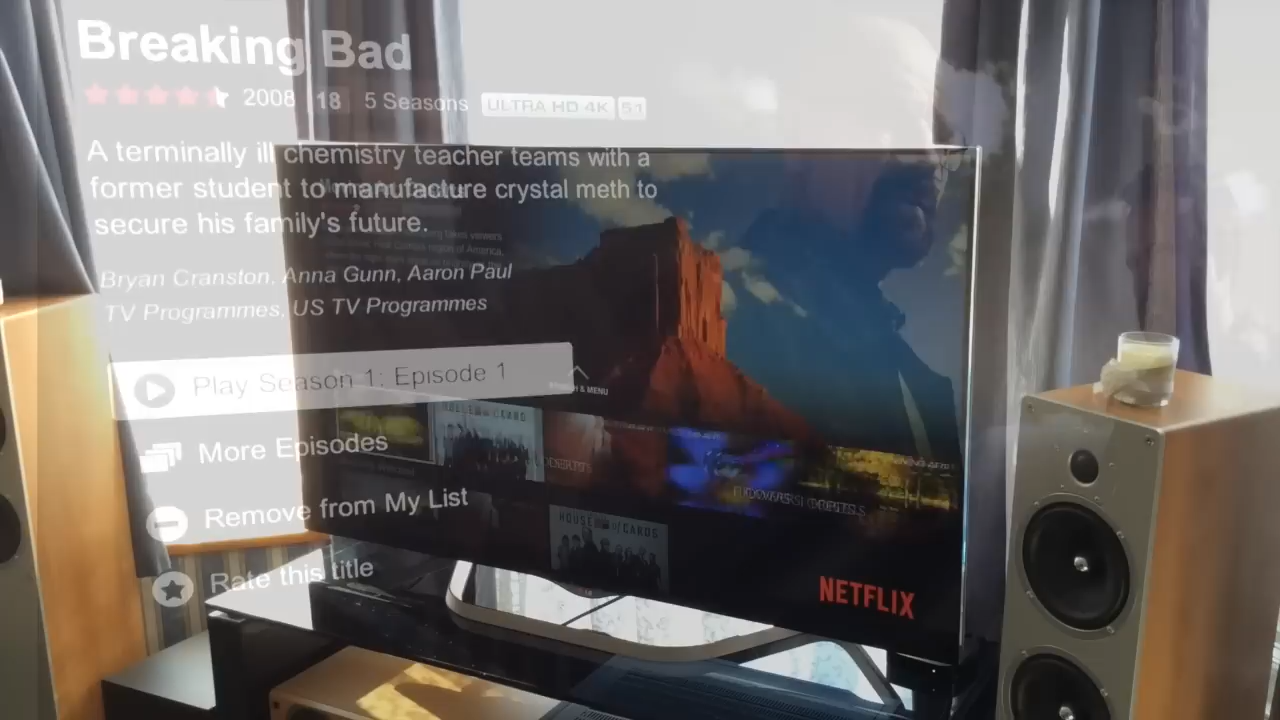 Breaking Bad
2008 18 5 Seasons ULTRA HD 4K 5.1
A terminally ill chemistry teacher teams with a
former student to manufacture crystal meth to
secure his family's future.
Bryan Cranston, Anna Gunn, Aaron Paul
TV Programmes, US TV Programmes
Play Season 1: Episode 1
& MENU
More Episodes
HOUSE of CARDS
Remove from My List
HOUSE of CARDS
Rate this title
NETFLIX